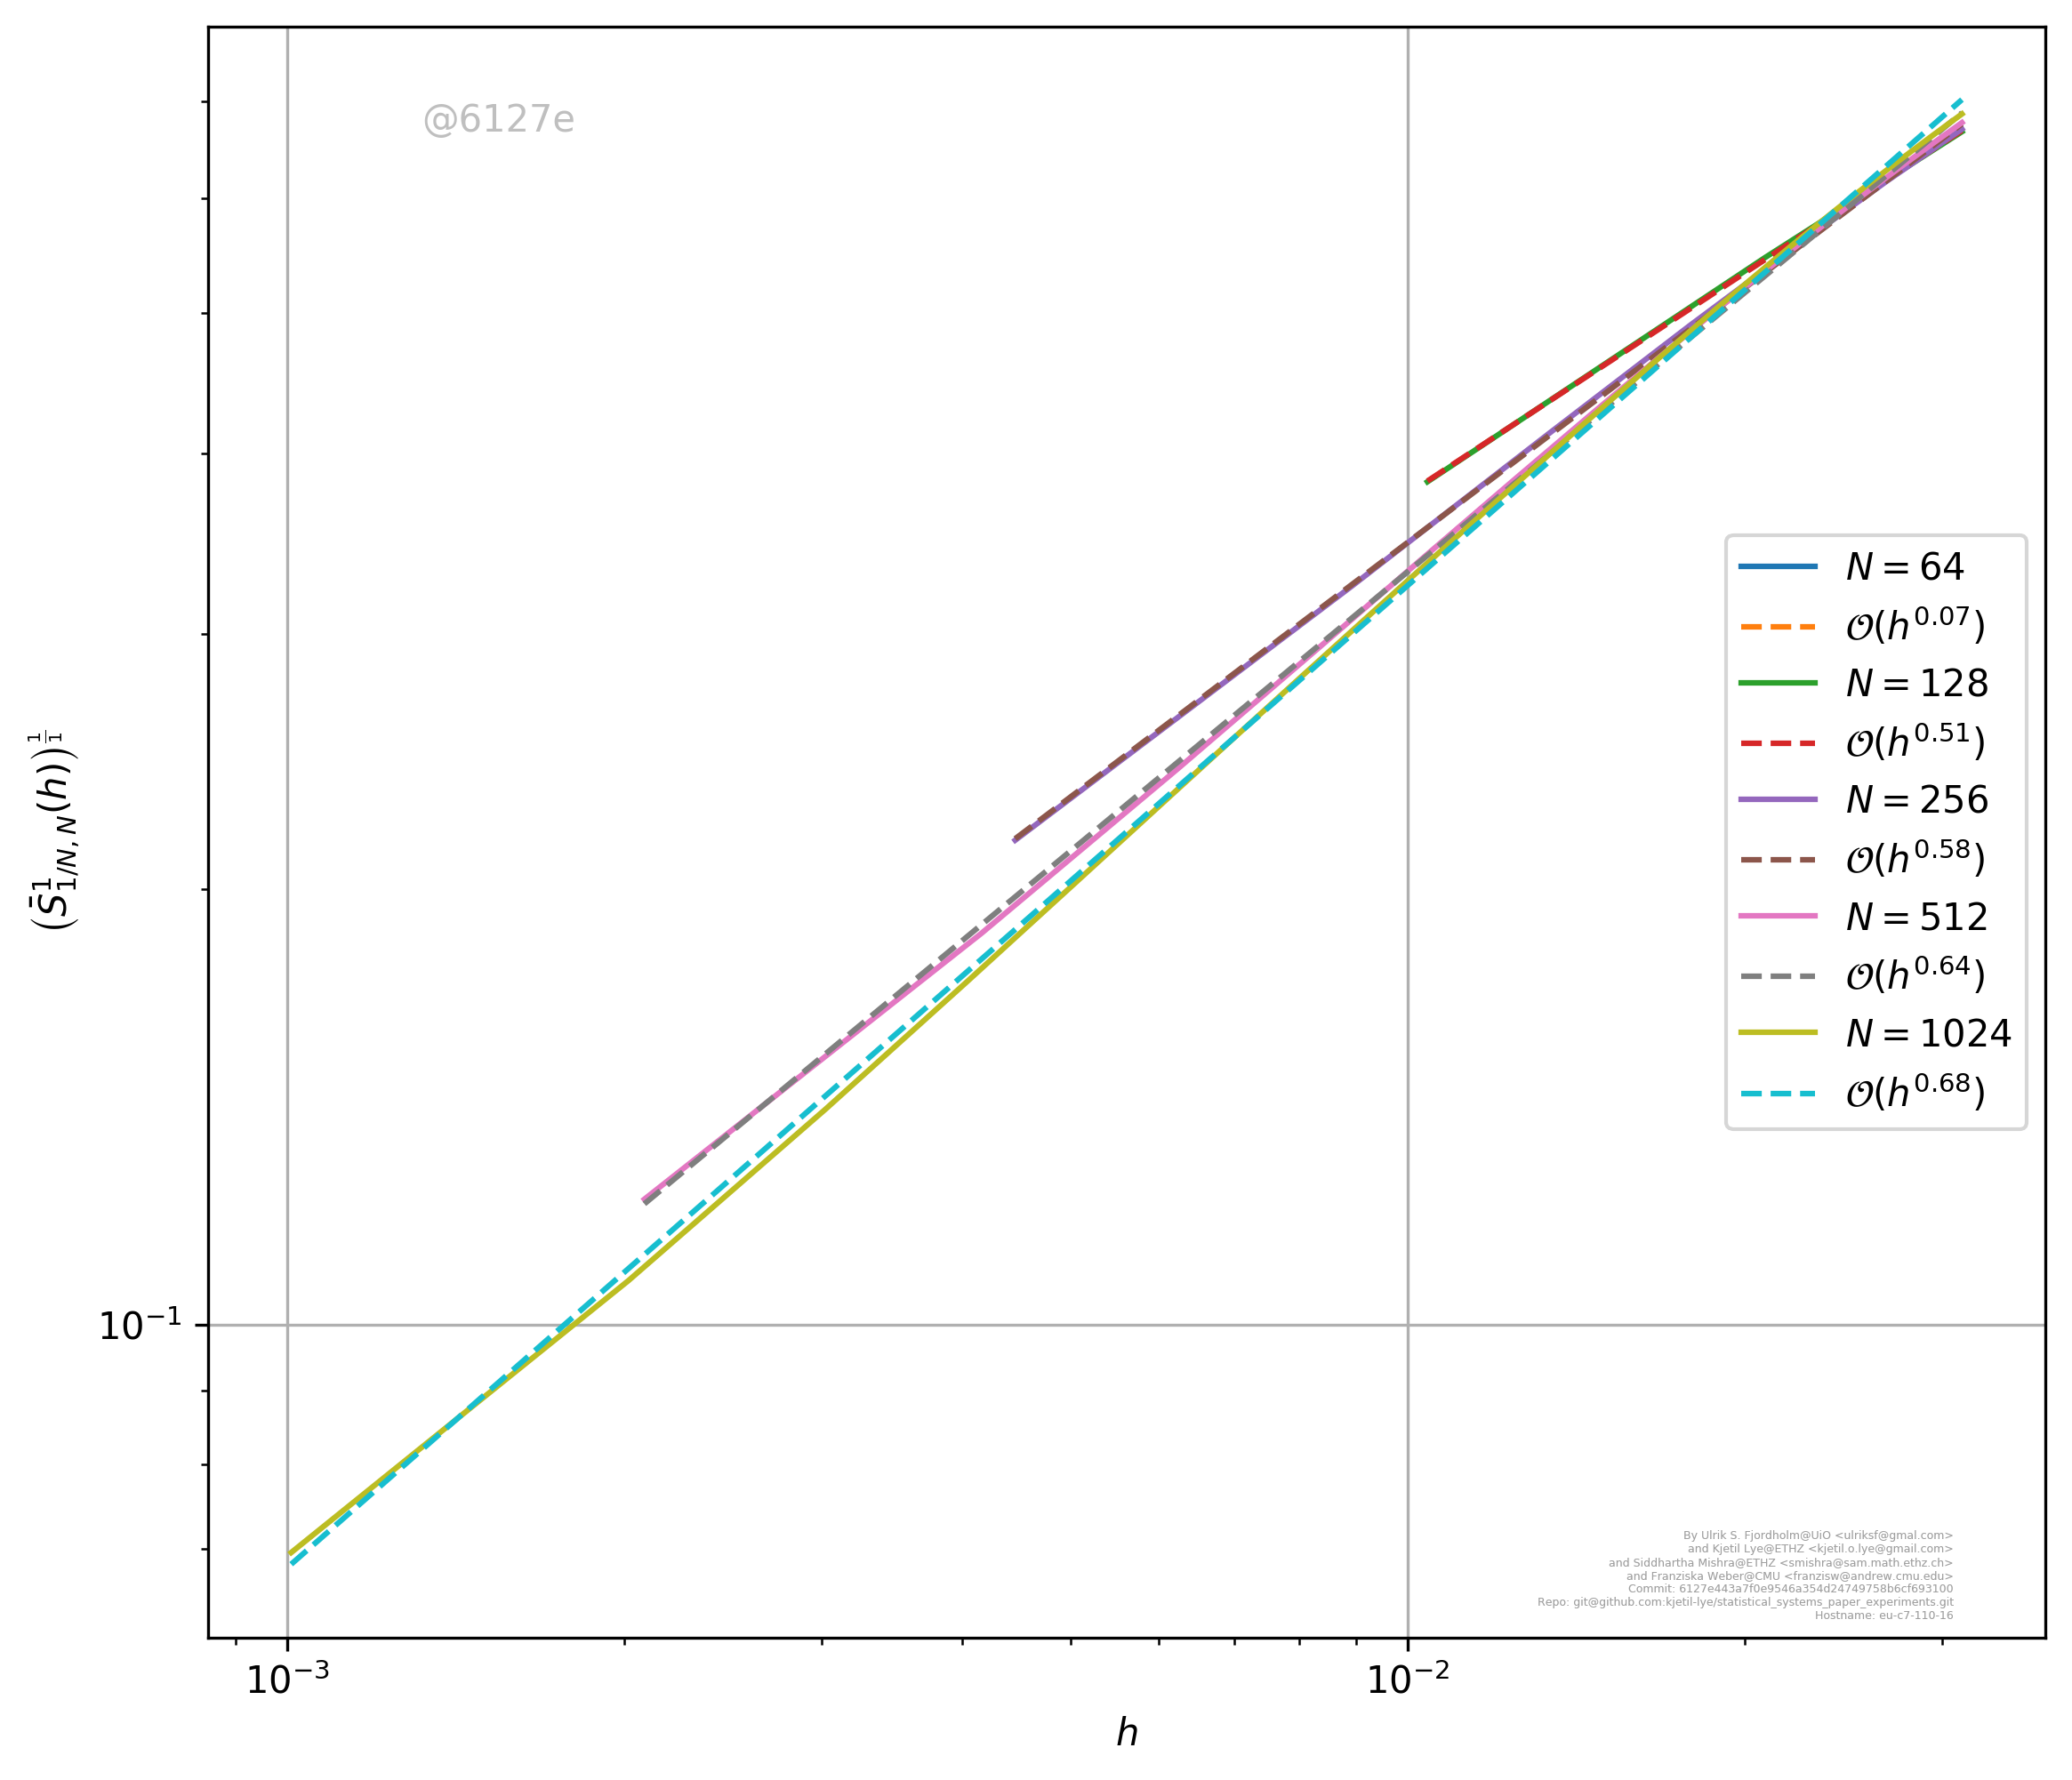 @6127e
(S̄¹₁/N, N(h))^{1/1}
10⁻¹
N = 64
𝒪(h^0.07)
N = 128
𝒪(h^0.51)
N = 256
𝒪(h^0.58)
N = 512
𝒪(h^0.64)
N = 1024
𝒪(h^0.68)
By Ulrik S. Fjordholm@UiO <ulriksf@gmal.com>
and Kjetil Lye@ETHZ <kjetil.o.lye@gmail.com>
and Siddhartha Mishra@ETHZ <smishra@sam.math.ethz.ch>
and Franziska Weber@CMU <franzisw@andrew.cmu.edu>
Commit: 6127e443a7f0e9546a354d24749758b6cf693100
Repo: git@github.com:kjetil-lye/statistical_systems_paper_experiments.git
Hostname: eu-c7-110-16
10⁻³
10⁻²
h